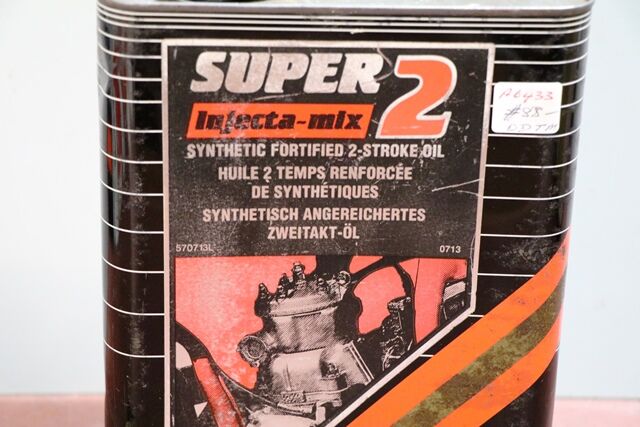 SUPER 2
Injecta-mix
SYNTHETIC FORTIFIED 2-STROKE OIL
HUILE 2 TEMPS RENFORCÉE
DE SYNTHÉTIQUES
SYNTHETISCH ANGEREICHERTES
ZWEITAKT-ÖL
570713L
0713